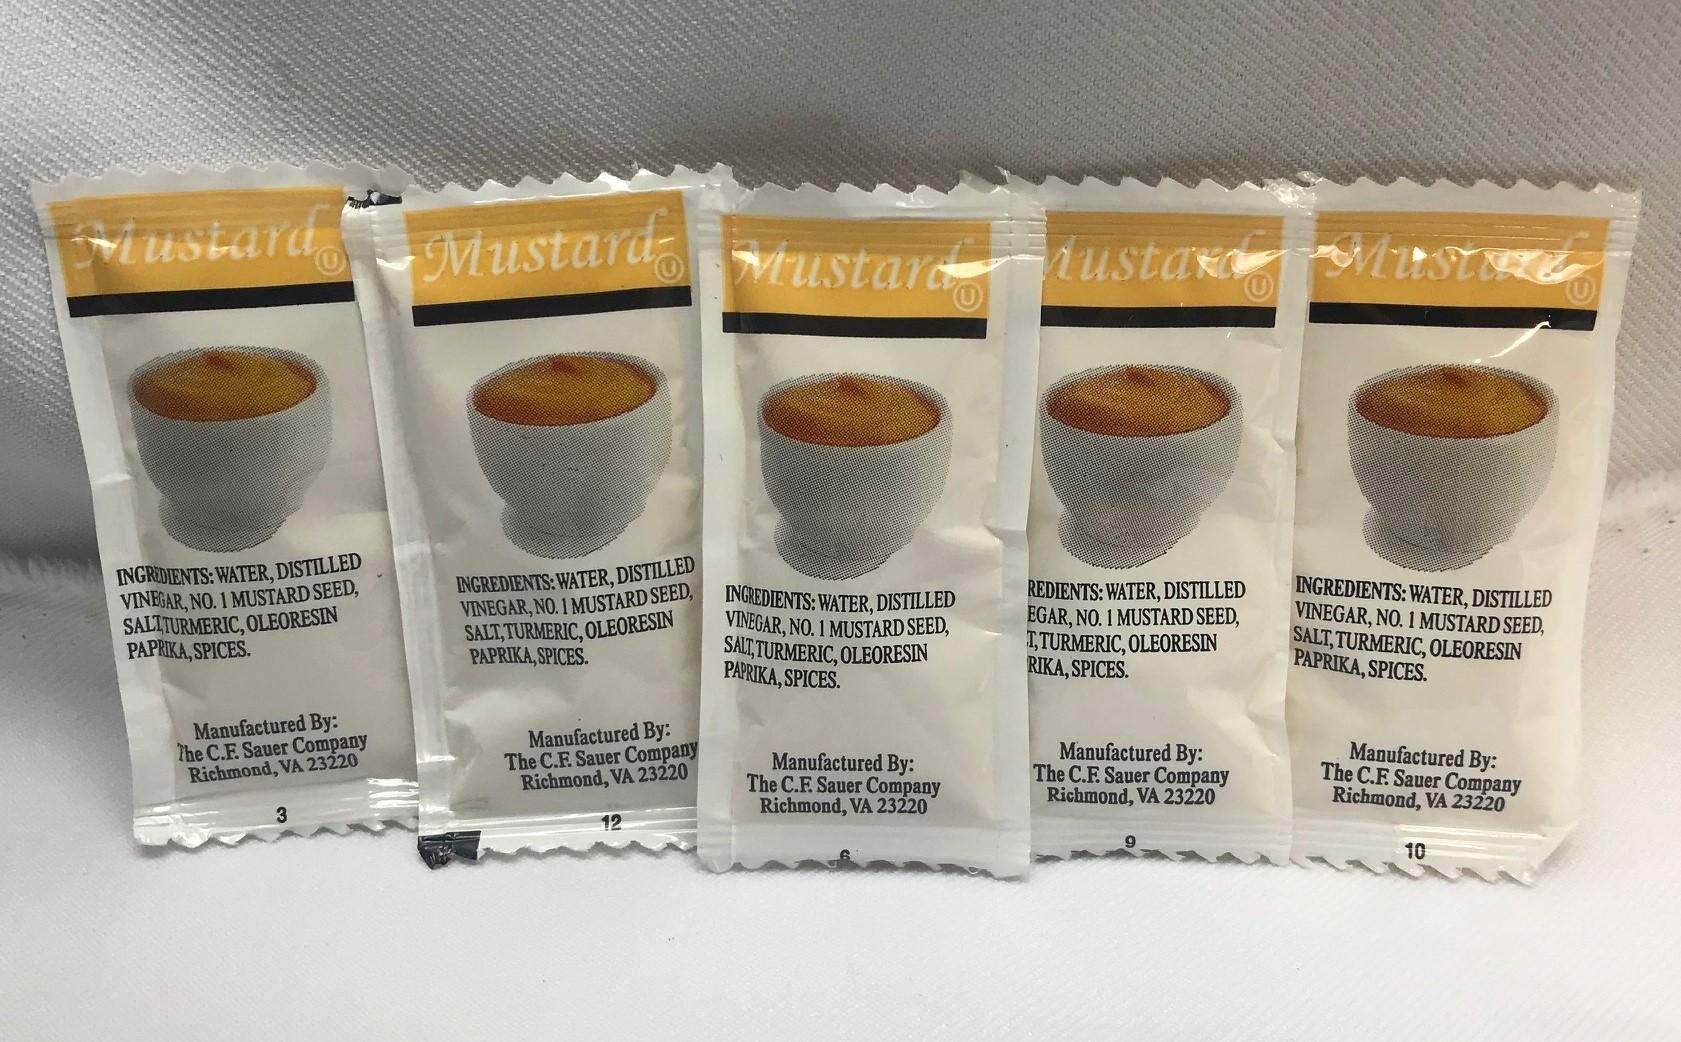 Mustard
U
INGREDIENTS: WATER, DISTILLED
VINEGAR, NO. 1 MUSTARD SEED,
SALT, TURMERIC, OLEORESIN
PAPRIKA, SPICES.
Manufactured By:
The C.F. Sauer Company
Richmond, VA 23220
3
Mustard
U
INGREDIENTS: WATER, DISTILLED
VINEGAR, NO. 1 MUSTARD SEED,
SALT, TURMERIC, OLEORESIN
PAPRIKA, SPICES.
Manufactured By:
The C.F. Sauer Company
Richmond, VA 23220
12
Mustard
U
INGREDIENTS: WATER, DISTILLED
VINEGAR, NO. 1 MUSTARD SEED,
SALT, TURMERIC, OLEORESIN
PAPRIKA, SPICES.
Manufactured By:
The C.F. Sauer Company
Richmond, VA 23220
6
Mustard
U
REDIENTS: WATER, DISTILLED
EGAR, NO. 1 MUSTARD SEED,
T, TURMERIC, OLEORESIN
RIKA, SPICES.
Manufactured By:
The C.F. Sauer Company
Richmond, VA 23220
9
Mustard
U
INGREDIENTS: WATER, DISTILLED
VINEGAR, NO. 1 MUSTARD SEED,
SALT, TURMERIC, OLEORESIN
PAPRIKA, SPICES.
Manufactured By:
The C.F. Sauer Company
Richmond, VA 23220
10